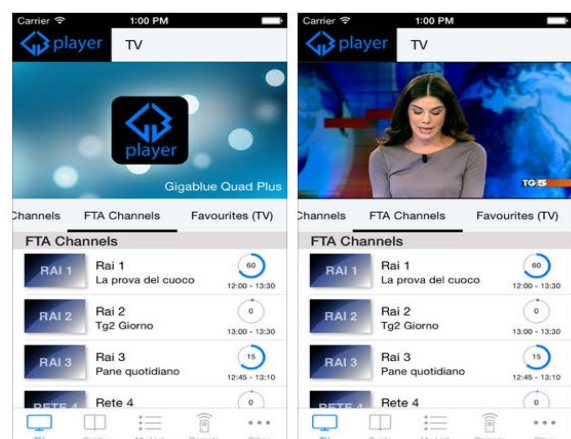 Carrier 1:00 PM
player TV
player
Gigablue Quad Plus
Channels FTA Channels Favourites (TV)
FTA Channels
RAI 1 Rai 1 60
La prova del cuoco 12:00 - 13:30
RAI 2 Rai 2 0
Tg2 Giorno 13:00 - 13:30
RAI 3 Rai 3 15
Pane quotidiano 12:45 - 13:10
RETE 4 Rete 4 0
Carrier 1:00 PM
player TV
TG5
Channels FTA Channels Favourites (TV)
FTA Channels
RAI 1 Rai 1 60
La prova del cuoco 12:00 - 13:30
RAI 2 Rai 2 0
Tg2 Giorno 13:00 - 13:30
RAI 3 Rai 3 15
Pane quotidiano 12:45 - 13:10
RETE 4 Rete 4 0